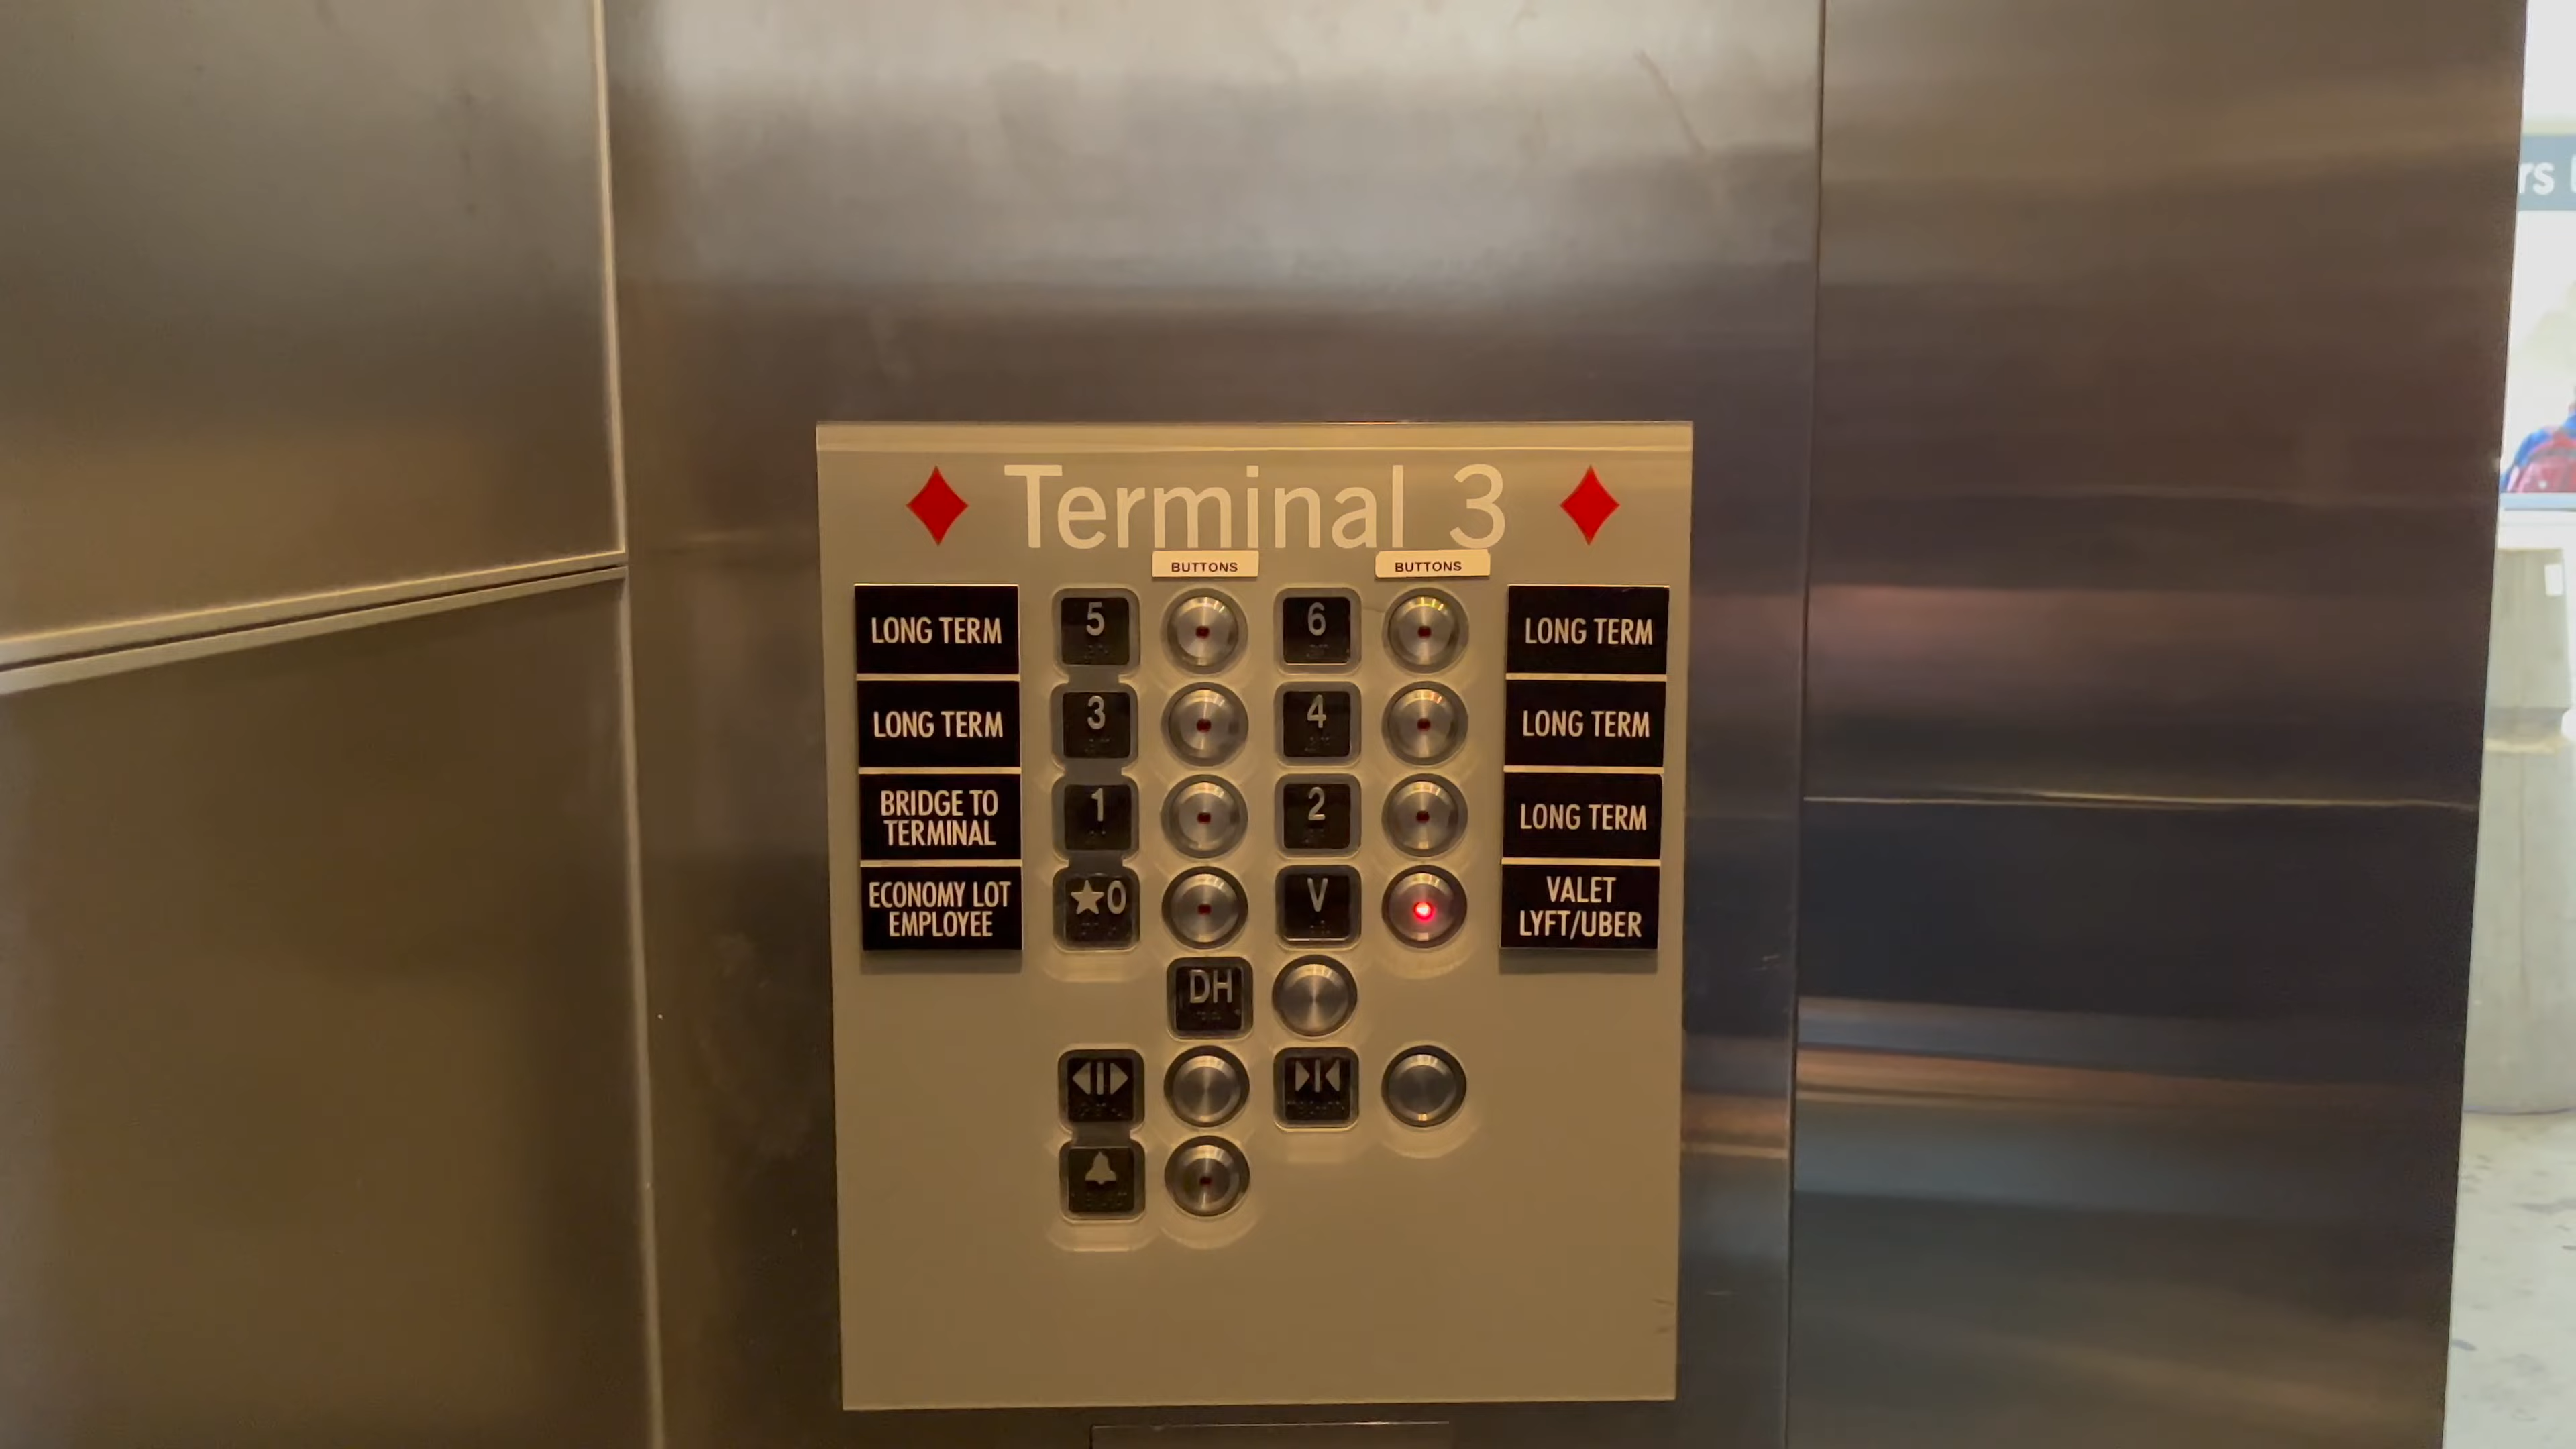 Terminal 3
BUTTONS BUTTONS
LONG TERM 5 6 LONG TERM
LONG TERM 3 4 LONG TERM
BRIDGE TO
TERMINAL
1 2 LONG TERM
ECONOMY LOT
EMPLOYEE
★0 V
VALET
LYFT/UBER
DH
rs